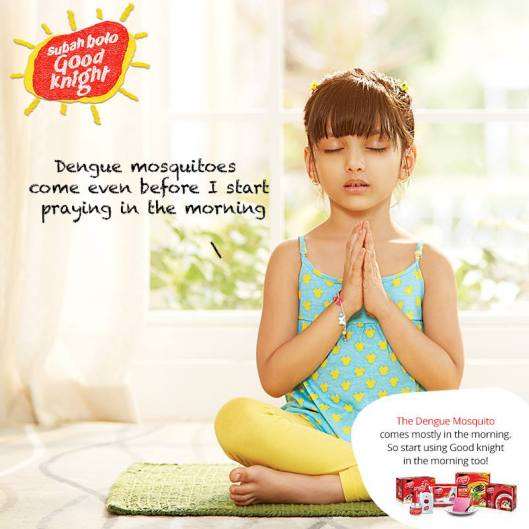 Subah bolo
Good
knight
Dengue mosquitoes
come even before I start
praying in the morning
The Dengue Mosquito
comes mostly in the morning.
So start using Good knight
in the morning too!